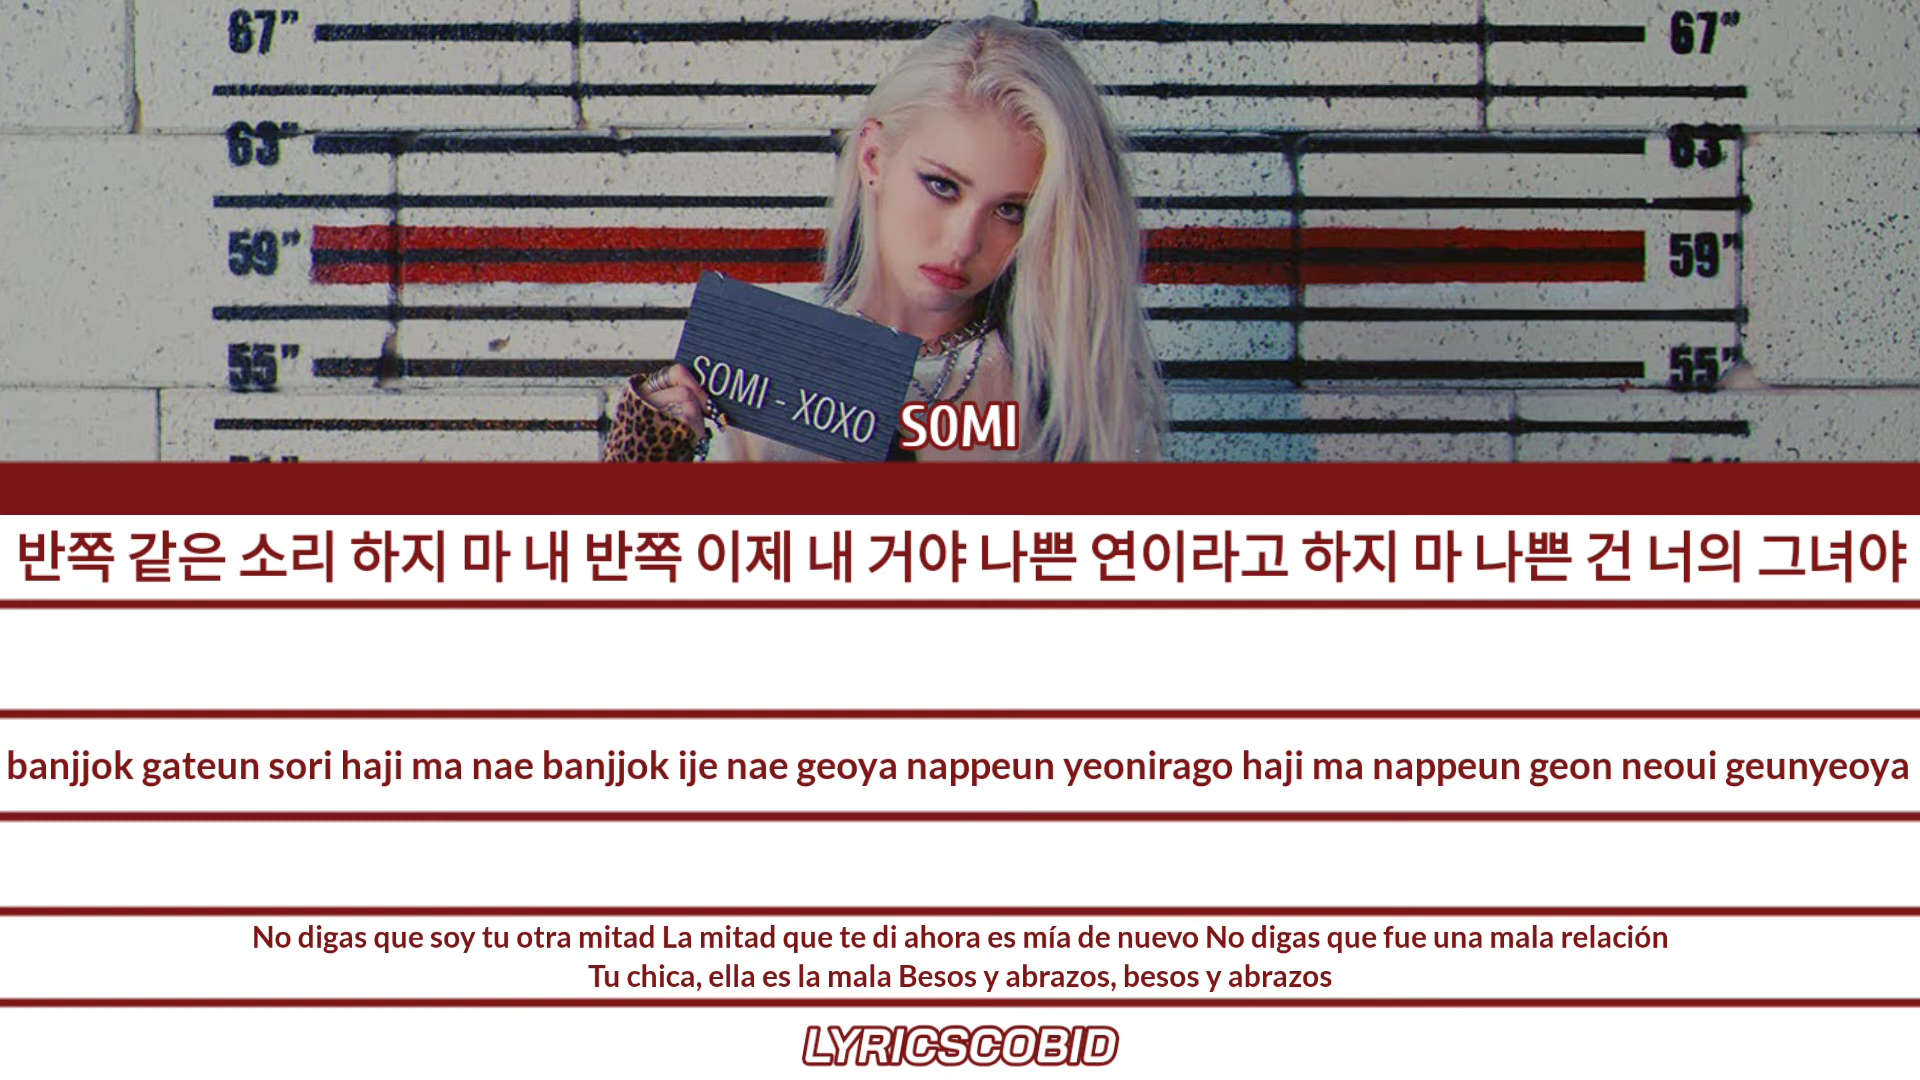 67” 67”
63” 63”
59” 59”
55” 55”
SOMI - XOXO
SOMI
반쪽 같은 소리 하지 마 내 반쪽 이제 내 거야 나쁜 연이라고 하지 마 나쁜 건 너의 그녀야
banjjok gateun sori haji ma nae banjjok ije nae geoya nappeun yeonirago haji ma nappeun geon neoui geunyeoya
No digas que soy tu otra mitad La mitad que te di ahora es mía de nuevo No digas que fue una mala relación
Tu chica, ella es la mala Besos y abrazos, besos y abrazos
LYRICSCOBID